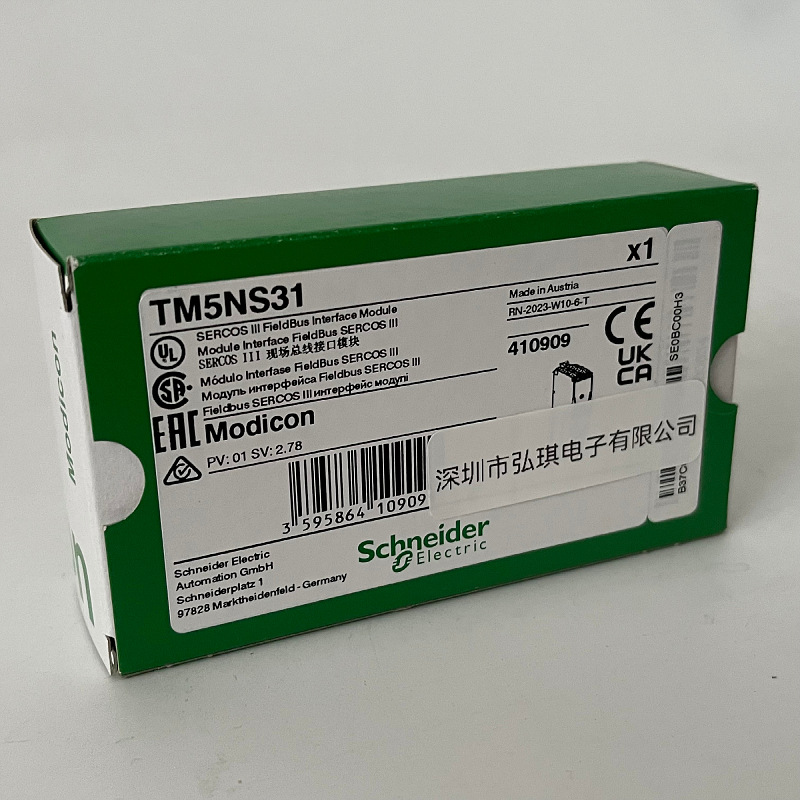 TM5NS31
x1
SERCOS III FieldBus Interface Module
Module Interface FieldBus SERCOS III
SERCOS III 现场总线接口模块
Módulo Interfase FieldBus SERCOS III
Модуль интерфейса Fieldbus SERCOS III
Fieldbus SERCOS III интерфейс модулі
Made in Austria
RN-2023-W10-6-T
410909
UL
SA
EAC
CE
UK
CA
Modicon
PV: 01 SV: 2.78
3 595864 10909
深圳市弘琪电子有限公司
Schneider
Electric
Schneider Electric
Automation GmbH
Schneiderplatz 1
97828 Marktheidenfeld - Germany
SE0BC00H3
Modicon